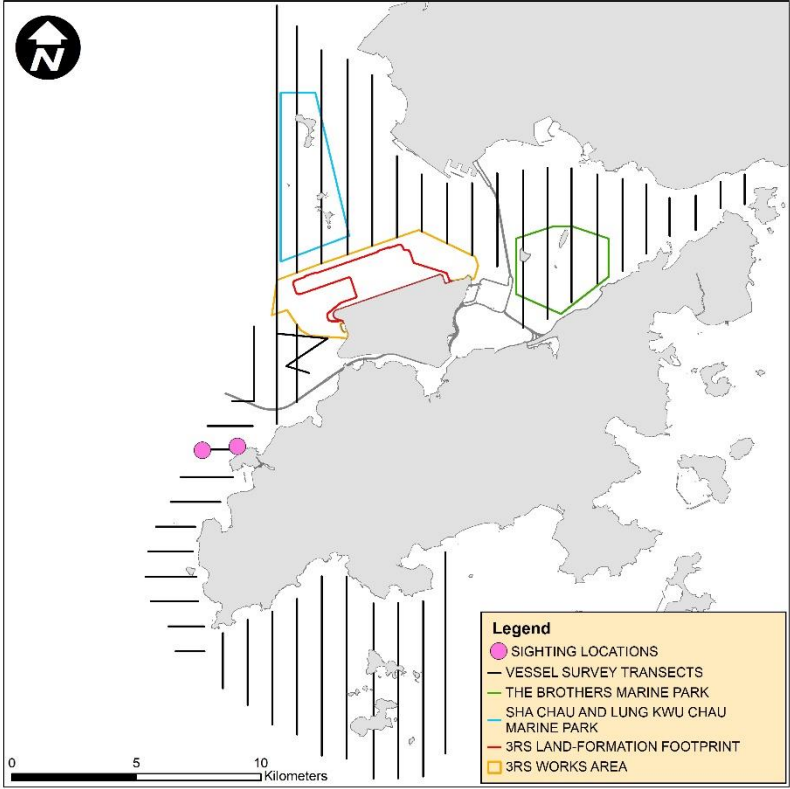 N
Legend
SIGHTING LOCATIONS
VESSEL SURVEY TRANSECTS
THE BROTHERS MARINE PARK
SHA CHAU AND LUNG KWU CHAU
MARINE PARK
3RS LAND-FORMATION FOOTPRINT
3RS WORKS AREA
0 5 10
Kilometers